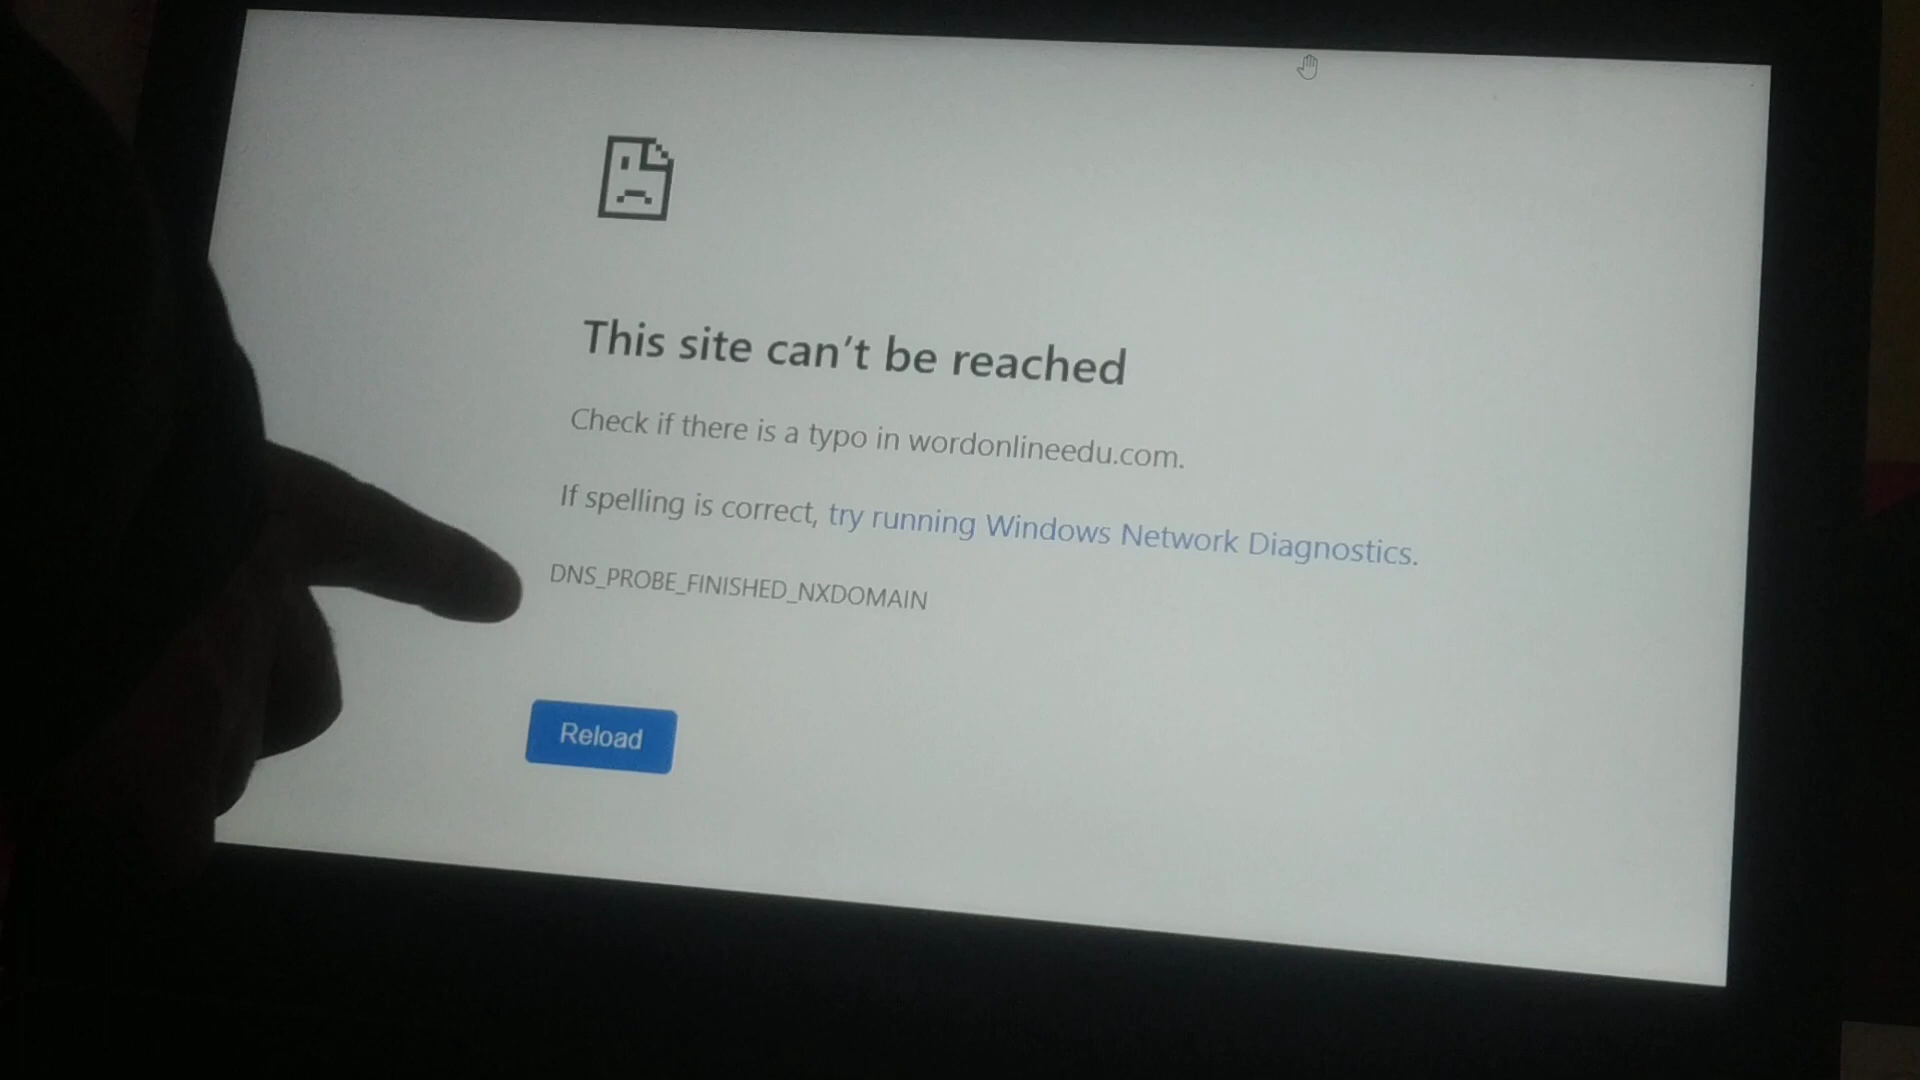 This site can't be reached
Check if there is a typo in wordonlineedu.com.
If spelling is correct, try running Windows Network Diagnostics.
DNS_PROBE_FINISHED_NXDOMAIN
Reload